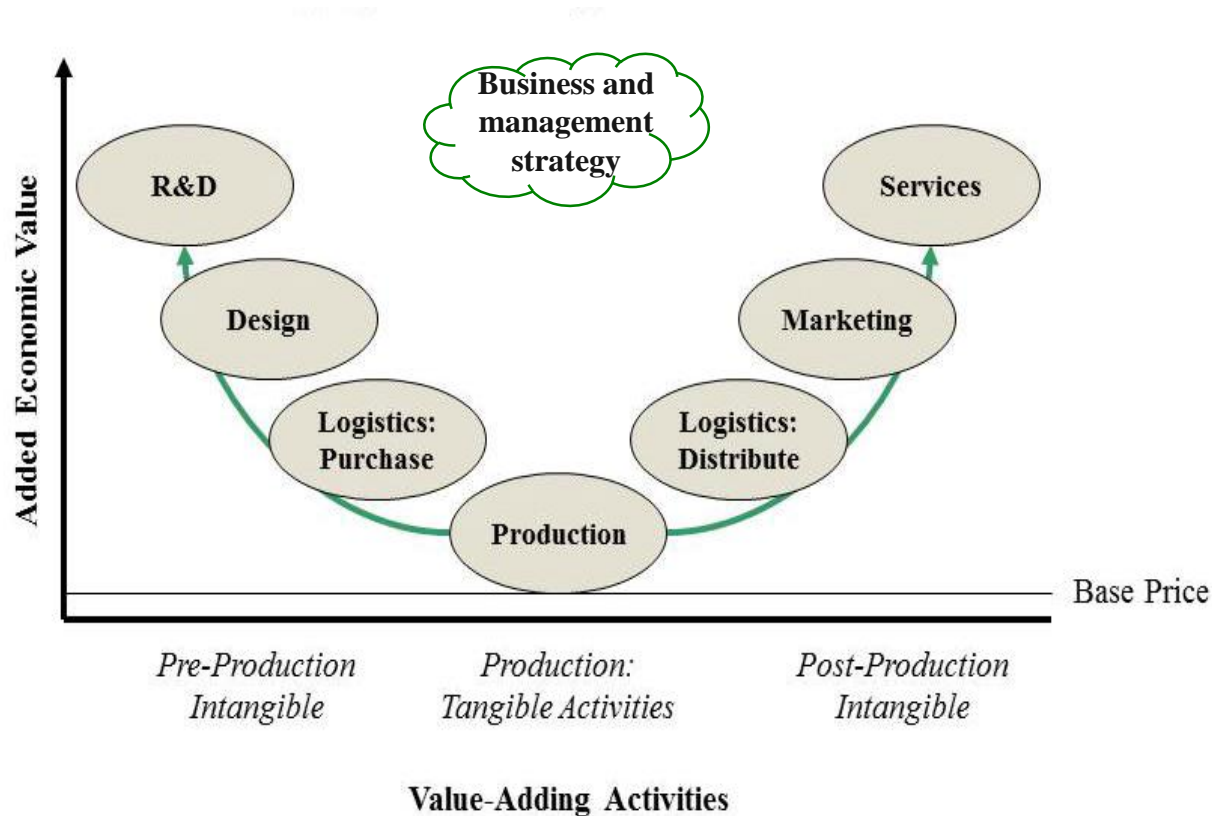 Business and
management
strategy
R&D
Services
Design
Marketing
Logistics:
Purchase
Logistics:
Distribute
Production
Base Price
Added Economic Value
Pre-Production
Intangible
Production:
Tangible Activities
Post-Production
Intangible
Value-Adding Activities